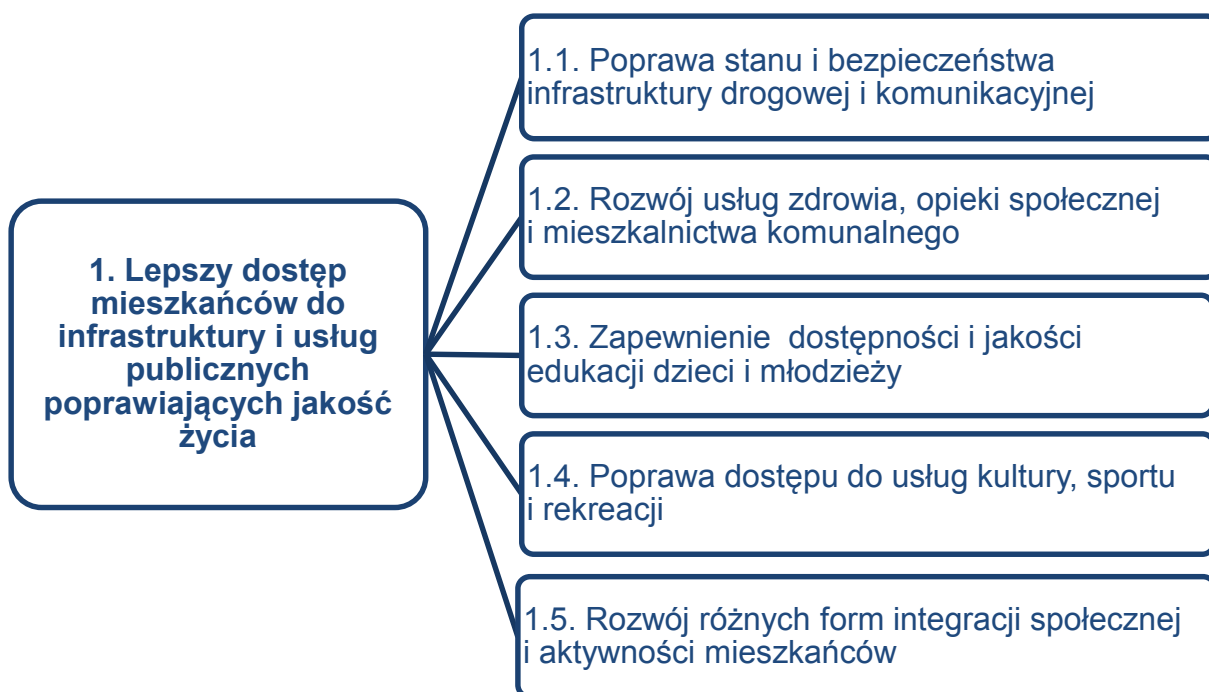 1. Lepszy dostęp
mieszkańców do
infrastruktury i usług
publicznych
poprawiających jakość
życia
1.1. Poprawa stanu i bezpieczeństwa
infrastruktury drogowej i komunikacyjnej
1.2. Rozwój usług zdrowia, opieki społecznej
i mieszkalnictwa komunalnego
1.3. Zapewnienie  dostępności i jakości
edukacji dzieci i młodzieży
1.4. Poprawa dostępu do usług kultury, sportu
i rekreacji
1.5. Rozwój różnych form integracji społecznej
i aktywności mieszkańców